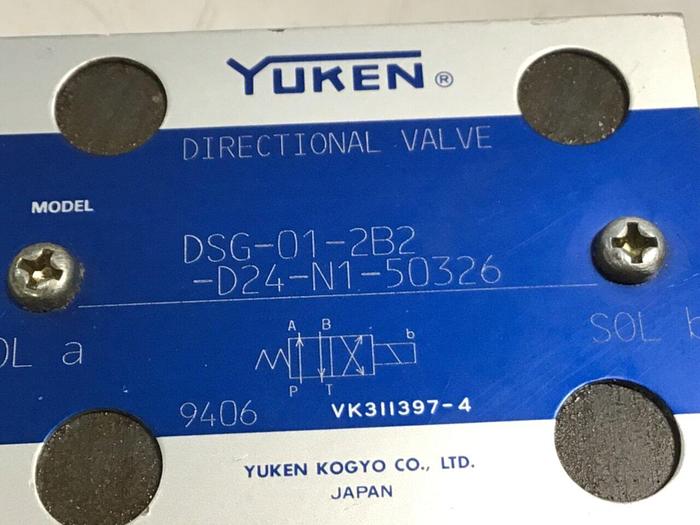 YUKEN®
DIRECTIONAL VALVE
MODEL
DSG-01-2B2
-D24-N1-50326
OL a
SOL b
A B
b
P T
9406
VK311397-4
YUKEN KOGYO CO., LTD.
JAPAN